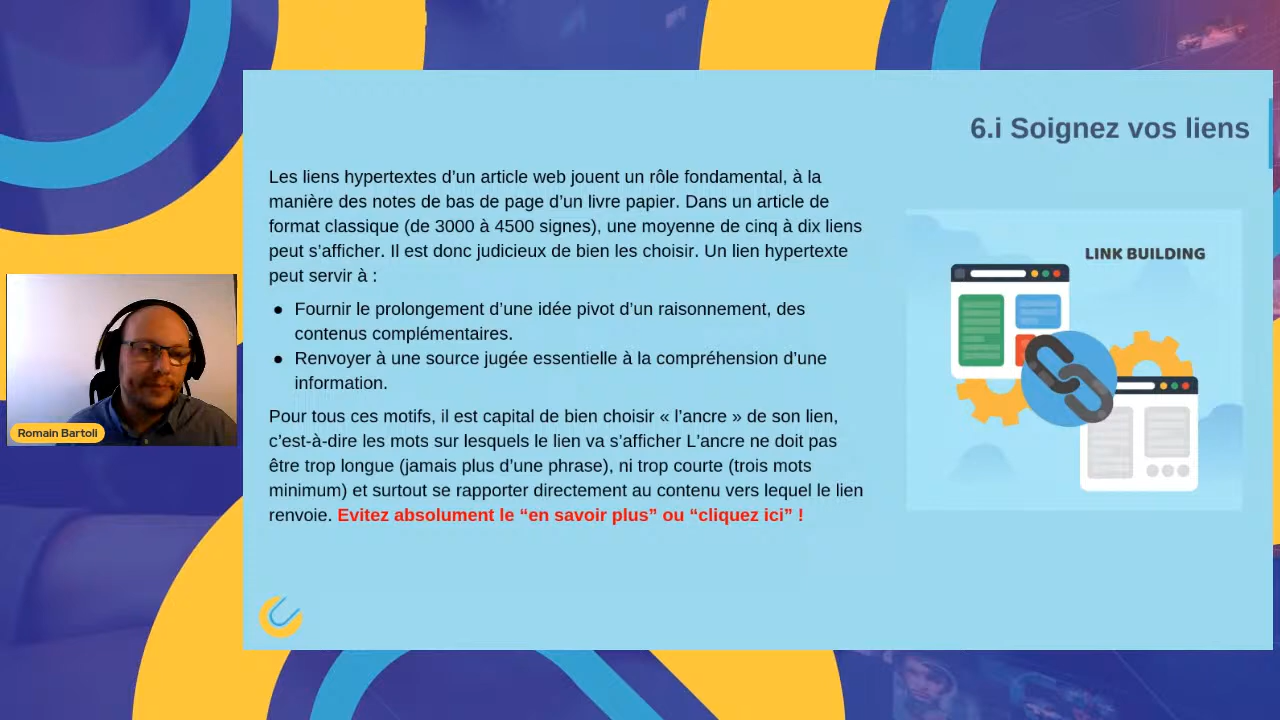 6.i Soignez vos liens
Les liens hypertextes d’un article web jouent un rôle fondamental, à la
manière des notes de bas de page d’un livre papier. Dans un article de
format classique (de 3000 à 4500 signes), une moyenne de cinq à dix liens
peut s’afficher. Il est donc judicieux de bien les choisir. Un lien hypertexte
peut servir à :
● Fournir le prolongement d’une idée pivot d’un raisonnement, des
contenus complémentaires.
● Renvoyer à une source jugée essentielle à la compréhension d’une
information.
Pour tous ces motifs, il est capital de bien choisir « l’ancre » de son lien,
c’est-à-dire les mots sur lesquels le lien va s’afficher L’ancre ne doit pas
être trop longue (jamais plus d’une phrase), ni trop courte (trois mots
minimum) et surtout se rapporter directement au contenu vers lequel le lien
renvoie. Evitez absolument le “en savoir plus” ou “cliquez ici” !
LINK BUILDING
Romain Bartoli